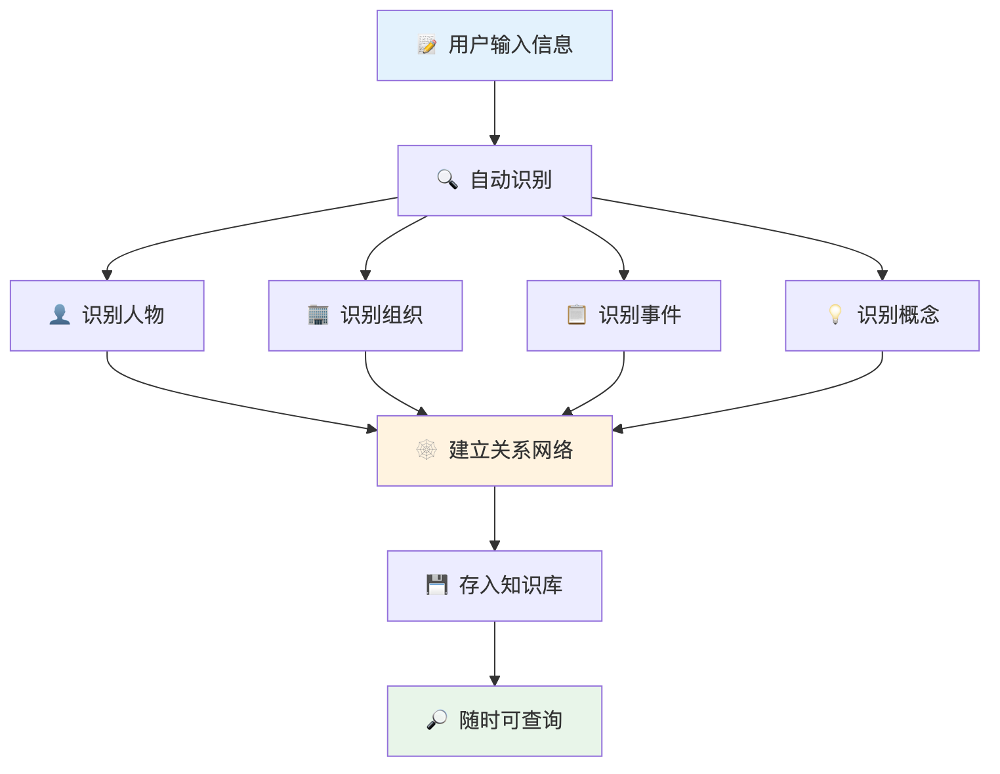 📝 用户输入信息
🔍 自动识别
👤 识别人物
🏢 识别组织
📋 识别事件
💡 识别概念
🕸 建立关系网络
💾 存入知识库
🔎 随时可查询